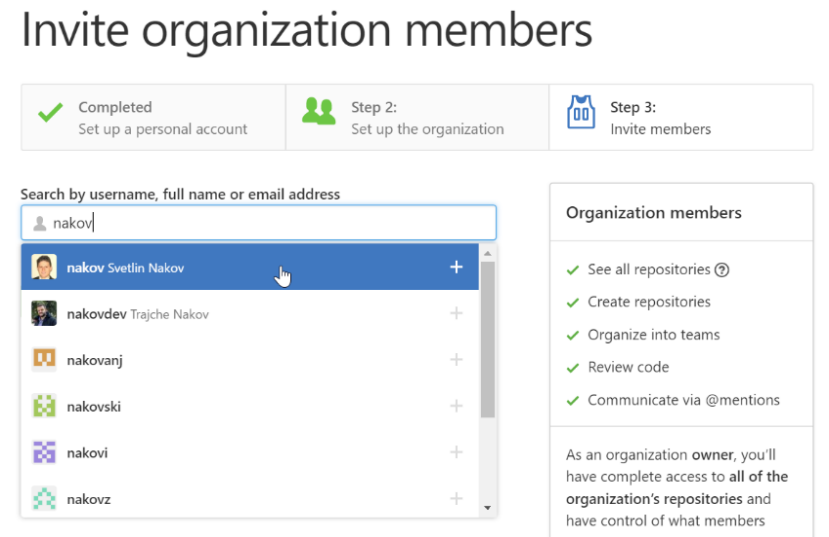 Invite organization members
Completed
Set up a personal account
Step 2:
Set up the organization
Step 3:
Invite members
Search by username, full name or email address
nakov
nakov Svetlin Nakov
nakovdev Trajche Nakov
nakovanj
nakovski
nakovi
nakovz
Organization members
See all repositories
Create repositories
Organize into teams
Review code
Communicate via @mentions
As an organization owner, you'll
have complete access to all of the
organization's repositories and
have control of what members